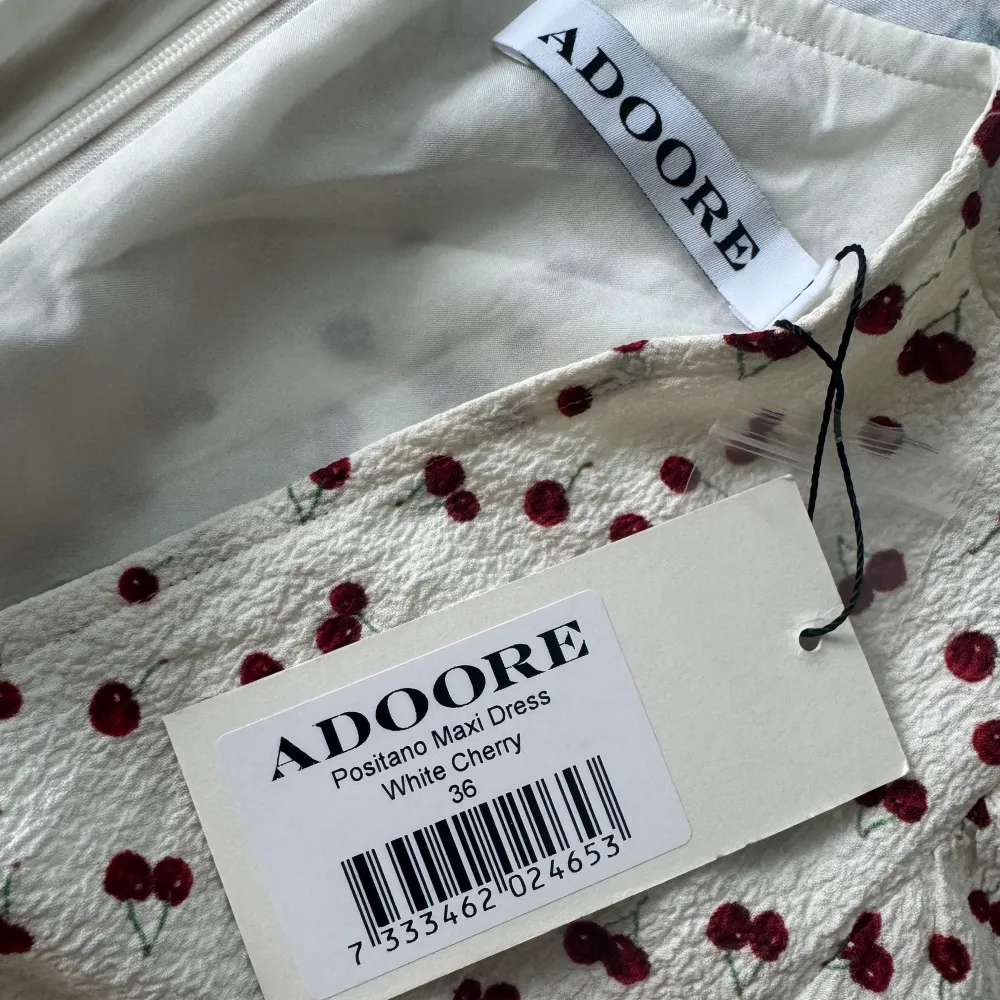 ADOORE
ADOORE
Positano Maxi Dress
White Cherry
36
7 333462 024653